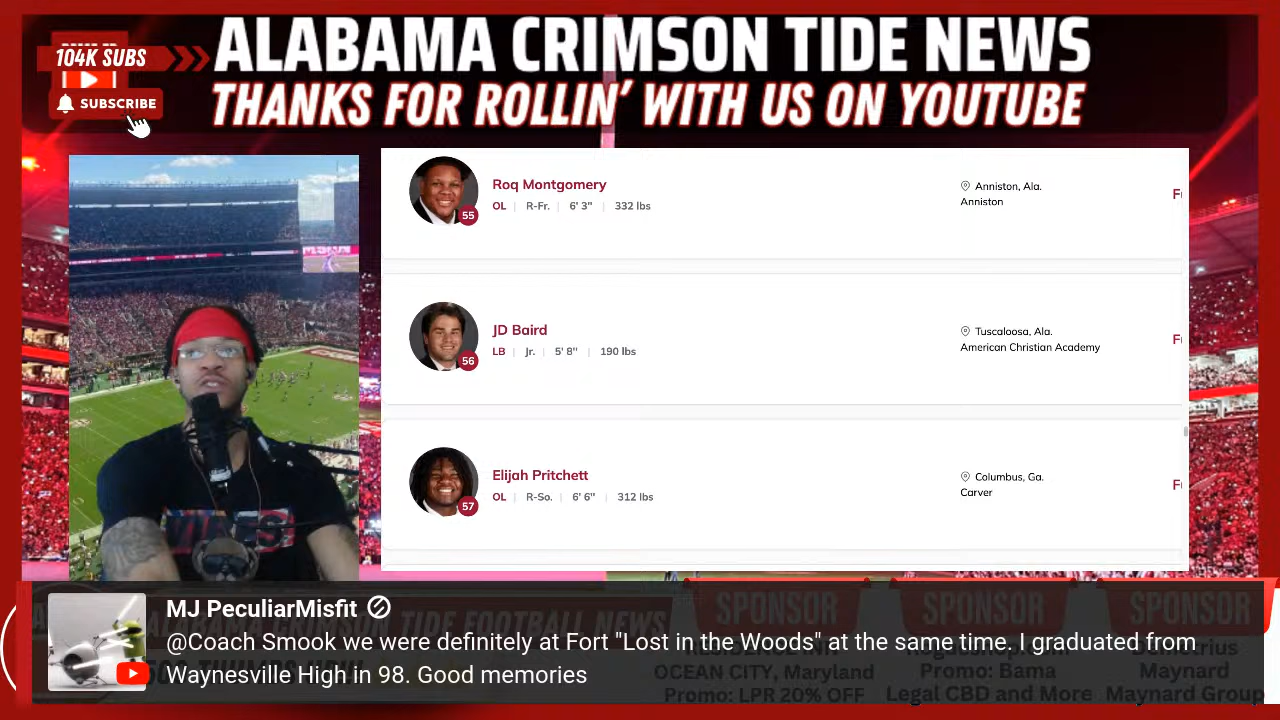 104K SUBS
SUBSCRIBE
ALABAMA CRIMSON TIDE NEWS
THANKS FOR ROLLIN' WITH US ON YOUTUBE
Roq Montgomery
OL | R-Fr. | 6' 3" | 332 lbs
55
Anniston, Ala.
Anniston
JD Baird
LB | Jr. | 5' 8" | 190 lbs
56
Tuscaloosa, Ala.
American Christian Academy
Elijah Pritchett
OL | R-So. | 6' 6" | 312 lbs
57
Columbus, Ga.
Carver
MJ PeculiarMisfit
@Coach Smook we were definitely at Fort "Lost in the Woods" at the same time. I graduated from
Waynesville High in 98. Good memories
TIDE FOOTBALL NEWS
SPONSOR
SPONSOR
SPONSOR
OCEAN CITY, Maryland
Promo: LPR 20% OFF
Promo: Bama
Legal CBD and More
Maynard
Maynard Group